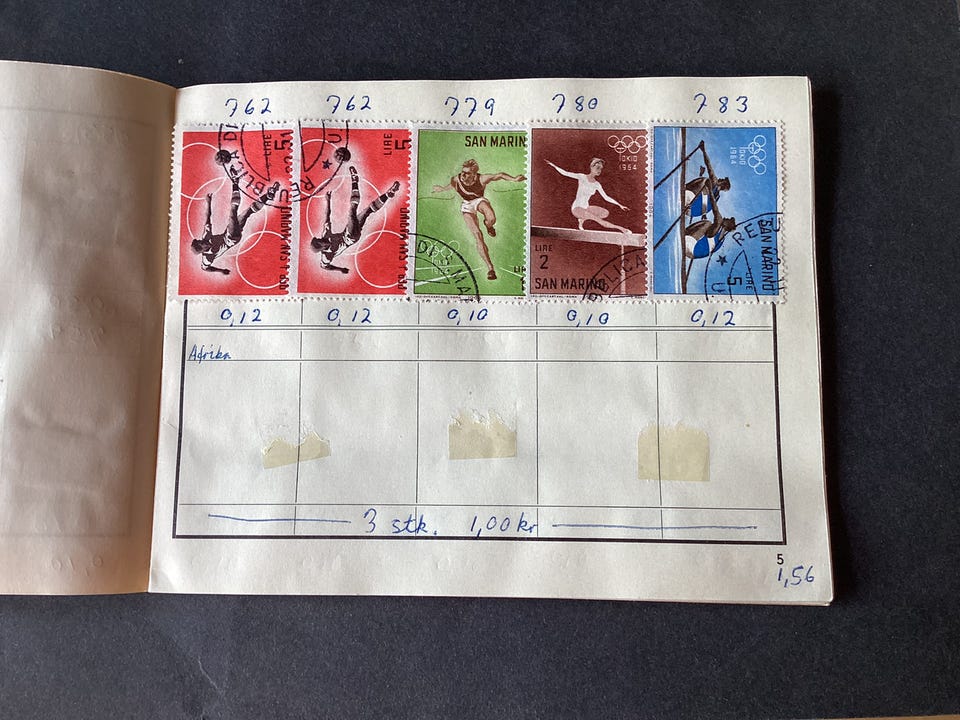 762 762 779 780 783
LIRE 5 LIRE 5 SAN MARIN TOKIO 1964 TOKIO 1964
LIRE 2
SAN MARINO SAN MARINO
LIRE 5
0,12 0,12 0,10 0,10 0,12
Afrika
3 stk. 1,00 kr
5
1,56